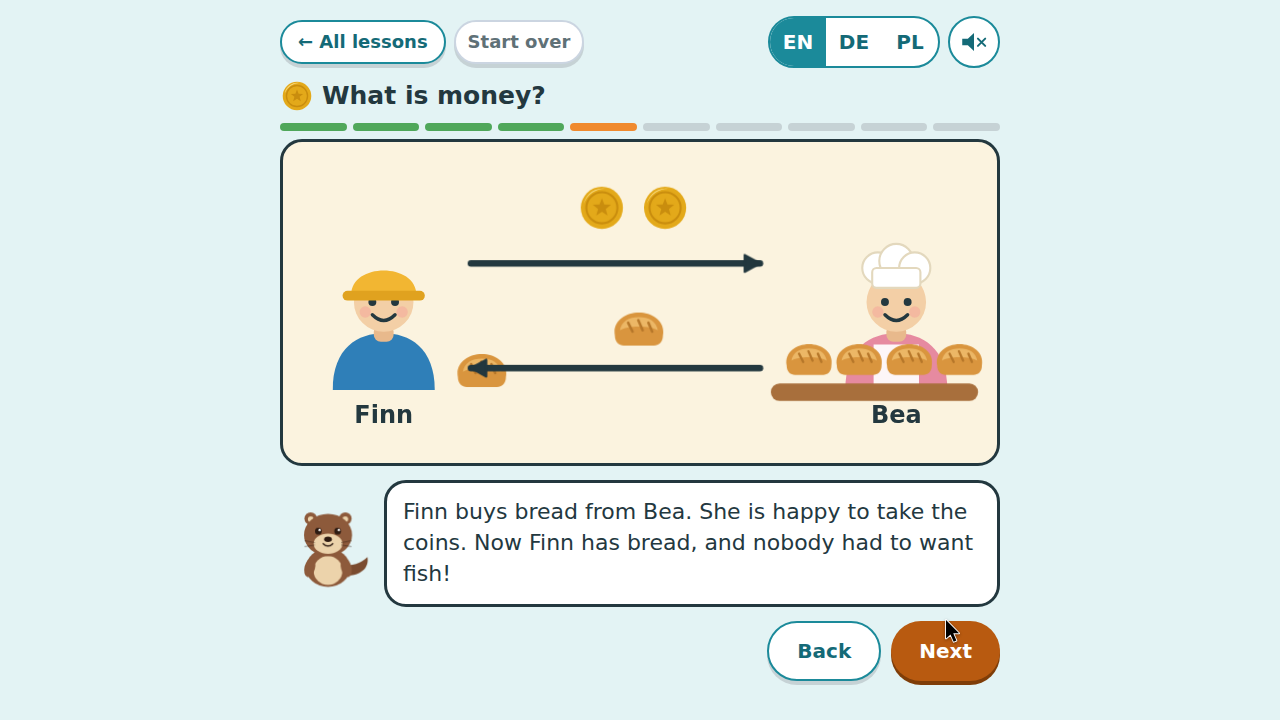 ← All lessons
Start over
EN DE PL
What is money?
Finn
Bea
Finn buys bread from Bea. She is happy to take the
coins. Now Finn has bread, and nobody had to want
fish!
Back
Next